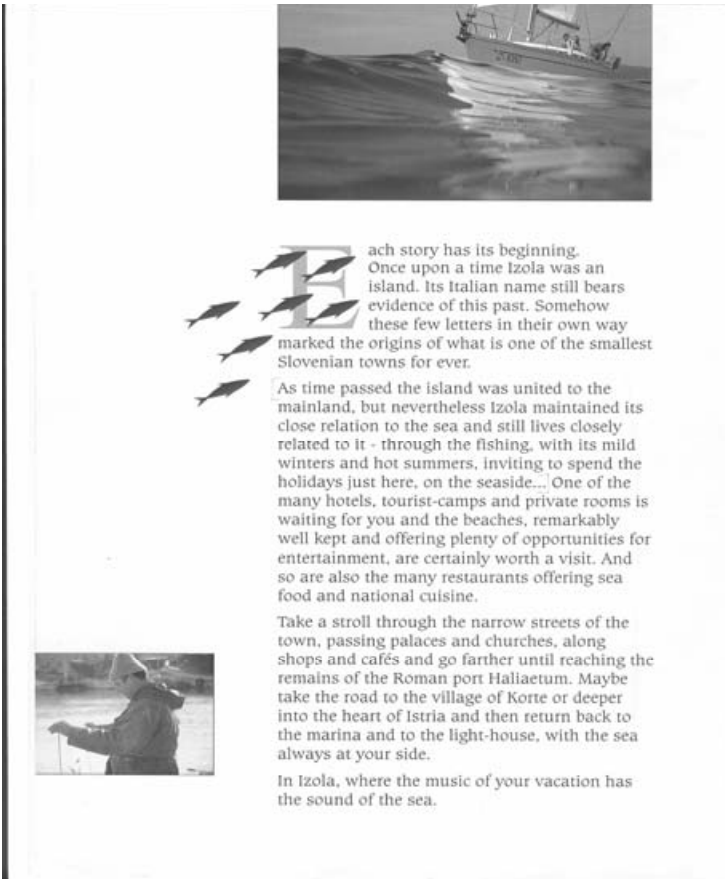 Each story has its beginning.
Once upon a time Izola was an
island. Its Italian name still bears
evidence of this past. Somehow
these few letters in their own way
marked the origins of what is one of the smallest
Slovenian towns for ever.
As time passed the island was united to the
mainland, but nevertheless Izola maintained its
close relation to the sea and still lives closely
related to it - through the fishing, with its mild
winters and hot summers, inviting to spend the
holidays just here, on the seaside... One of the
many hotels, tourist-camps and private rooms is
waiting for you and the beaches, remarkably
well kept and offering plenty of opportunities for
entertainment, are certainly worth a visit. And
so are also the many restaurants offering sea
food and national cuisine.
Take a stroll through the narrow streets of the
town, passing palaces and churches, along
shops and cafés and go farther until reaching the
remains of the Roman port Haliaetum. Maybe
take the road to the village of Korte or deeper
into the heart of Istria and then return back to
the marina and to the light-house, with the sea
always at your side.
In Izola, where the music of your vacation has
the sound of the sea.